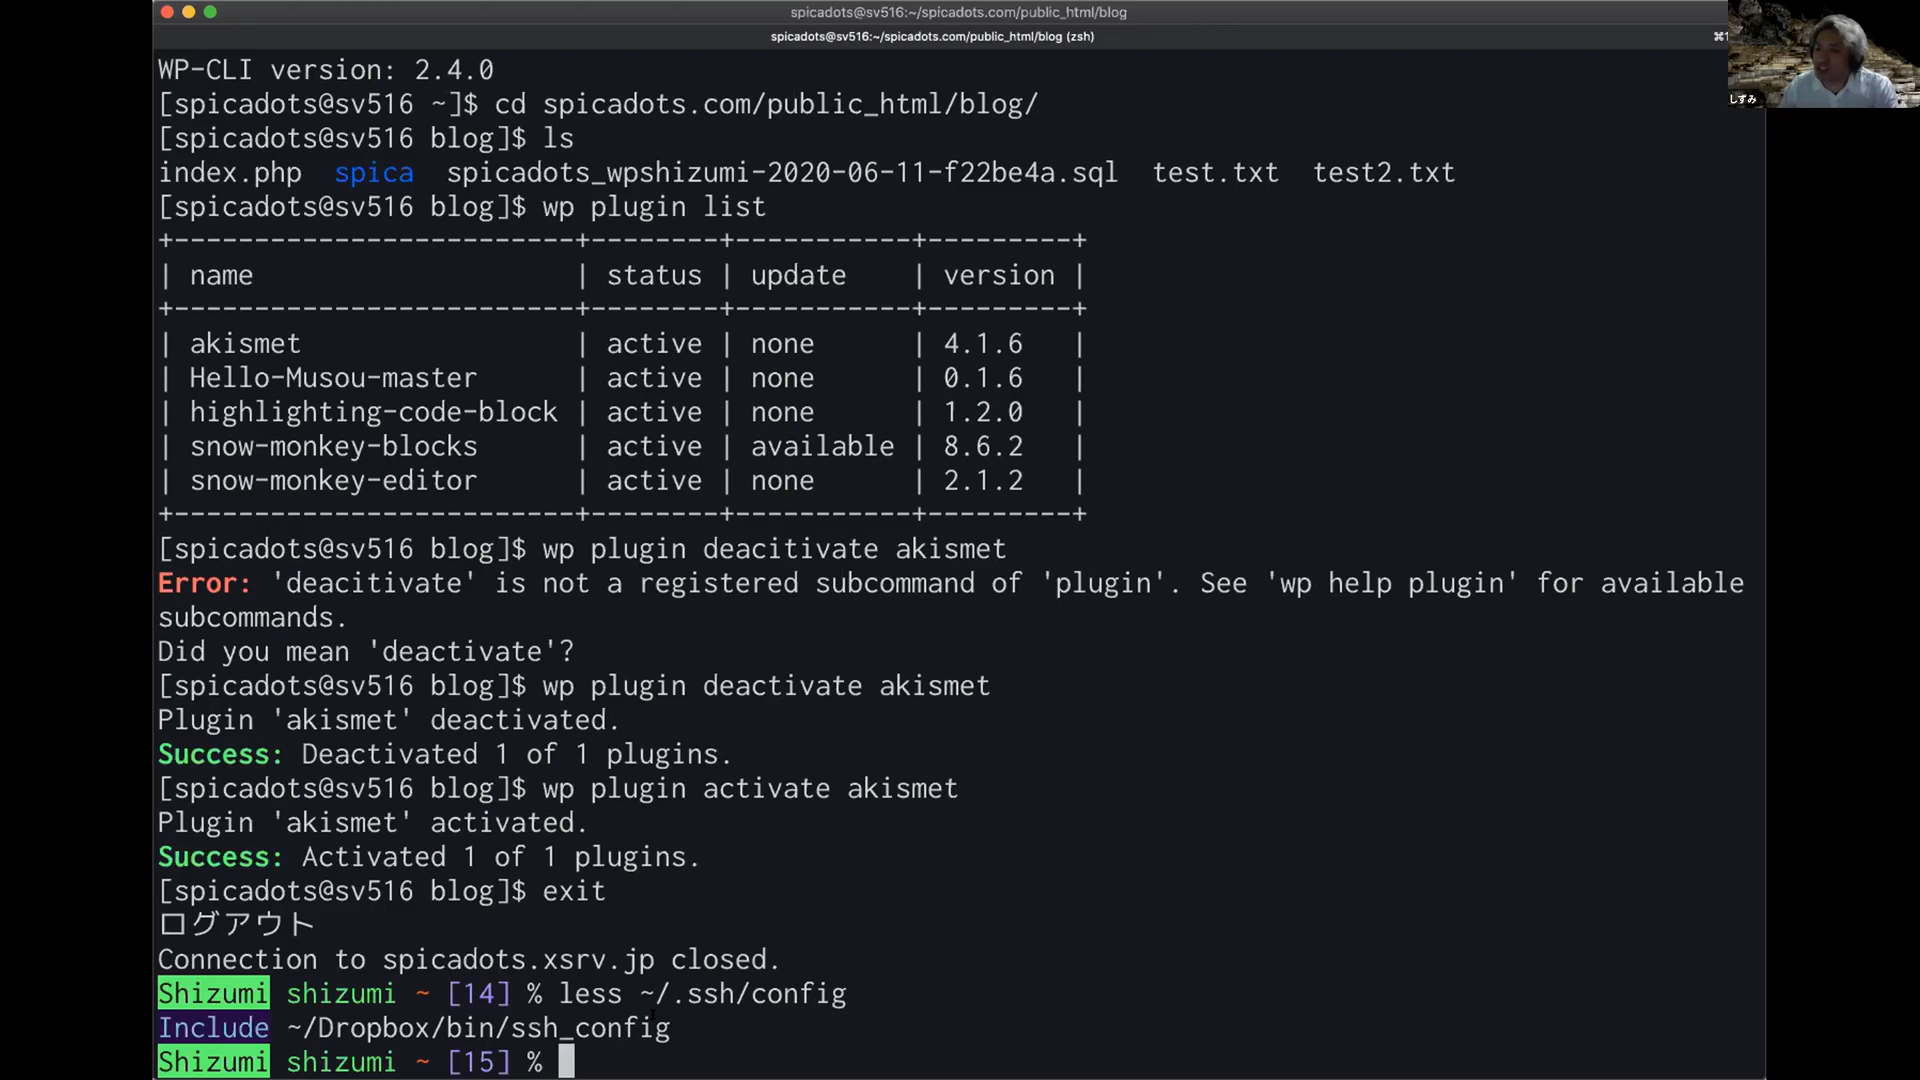 spicadots@sv516:~/spicadots.com/public_html/blog
spicadots@sv516:~/spicadots.com/public_html/blog (zsh)
⌘1
しずみ
WP-CLI version: 2.4.0
[spicadots@sv516 ~]$ cd spicadots.com/public_html/blog/
[spicadots@sv516 blog]$ ls
index.php  spica  spicadots_wpshizumi-2020-06-11-f22be4a.sql  test.txt  test2.txt
[spicadots@sv516 blog]$ wp plugin list
+-------------------------+--------+-----------+---------+
| name                    | status | update    | version |
+-------------------------+--------+-----------+---------+
| akismet                 | active | none      | 4.1.6   |
| Hello-Musou-master      | active | none      | 0.1.6   |
| highlighting-code-block | active | none      | 1.2.0   |
| snow-monkey-blocks      | active | available | 8.6.2   |
| snow-monkey-editor      | active | none      | 2.1.2   |
+-------------------------+--------+-----------+---------+
[spicadots@sv516 blog]$ wp plugin deacitivate akismet
Error: 'deacitivate' is not a registered subcommand of 'plugin'. See 'wp help plugin' for available
subcommands.
Did you mean 'deactivate'?
[spicadots@sv516 blog]$ wp plugin deactivate akismet
Plugin 'akismet' deactivated.
Success: Deactivated 1 of 1 plugins.
[spicadots@sv516 blog]$ wp plugin activate akismet
Plugin 'akismet' activated.
Success: Activated 1 of 1 plugins.
[spicadots@sv516 blog]$ exit
ログアウト
Connection to spicadots.xsrv.jp closed.
Shizumi shizumi ~ [14] % less ~/.ssh/config
Include ~/Dropbox/bin/ssh_config
Shizumi shizumi ~ [15] %